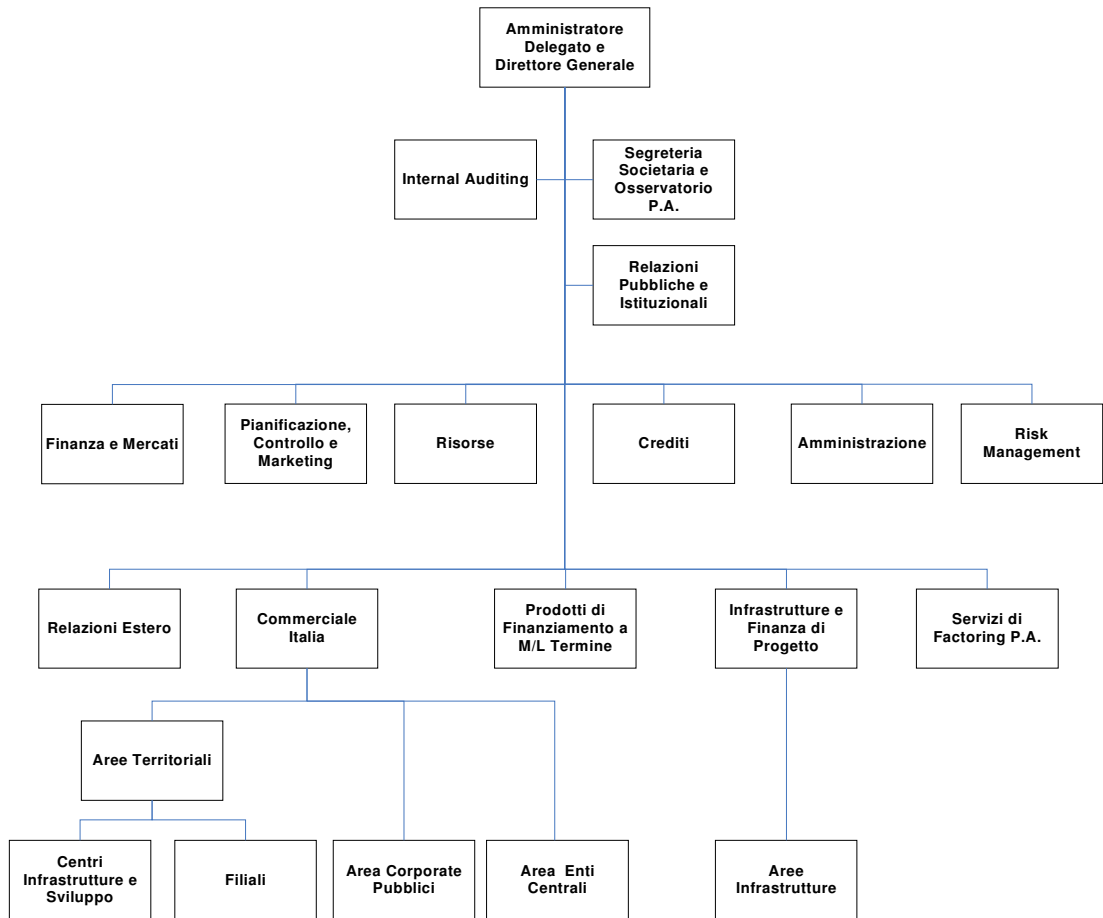 Amministratore
Delegato e
Direttore Generale
Internal Auditing
Segreteria
Societaria e
Osservatorio
P.A.
Relazioni
Pubbliche e
Istituzionali
Finanza e Mercati
Pianificazione,
Controllo e
Marketing
Risorse
Crediti
Amministrazione
Risk
Management
Relazioni Estero
Commerciale
Italia
Prodotti di
Finanziamento a
M/L Termine
Infrastrutture e
Finanza di
Progetto
Servizi di
Factoring P.A.
Aree Territoriali
Centri
Infrastrutture e
Sviluppo
Filiali
Area Corporate
Pubblici
Area Enti
Centrali
Aree
Infrastrutture